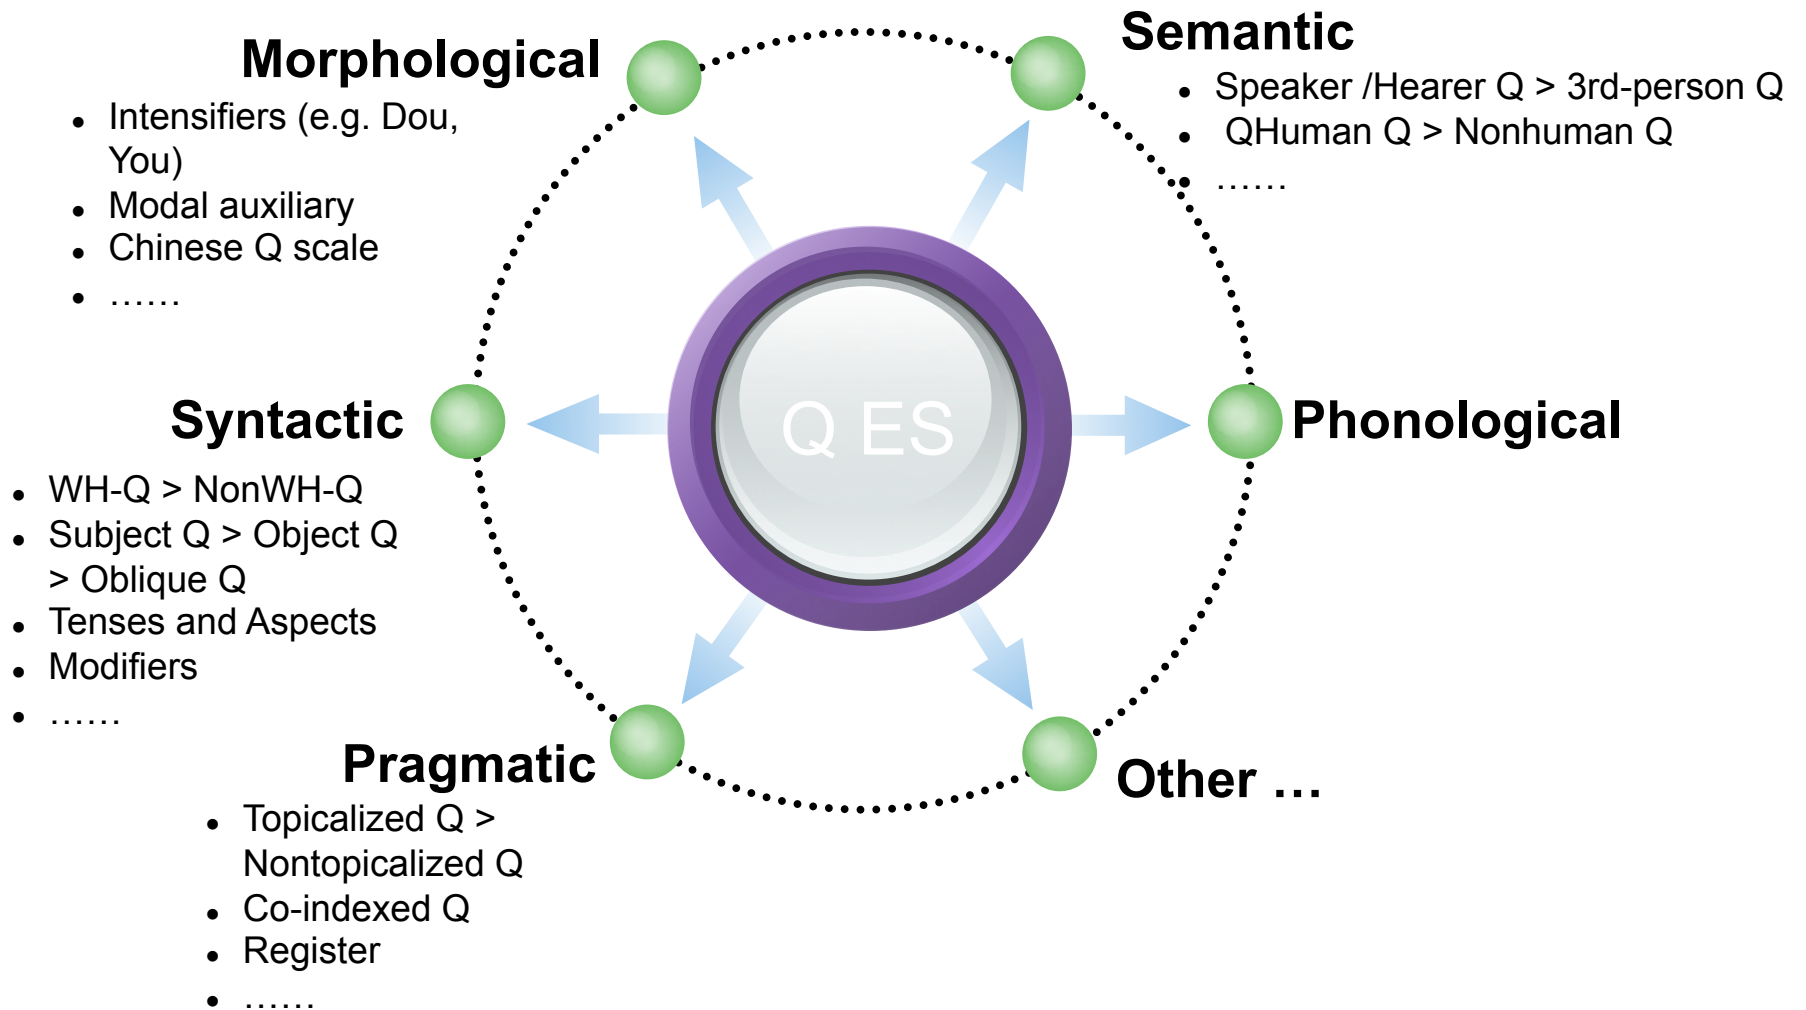 Morphological
• Intensifiers (e.g. Dou,
You)
• Modal auxiliary
• Chinese Q scale
• ……
Semantic
• Speaker /Hearer Q > 3rd-person Q
• QHuman Q > Nonhuman Q
• ……
Syntactic
• WH-Q > NonWH-Q
• Subject Q > Object Q
> Oblique Q
• Tenses and Aspects
• Modifiers
• ……
Q ES
Phonological
Pragmatic
• Topicalized Q >
Nontopicalized Q
• Co-indexed Q
• Register
• ……
Other …